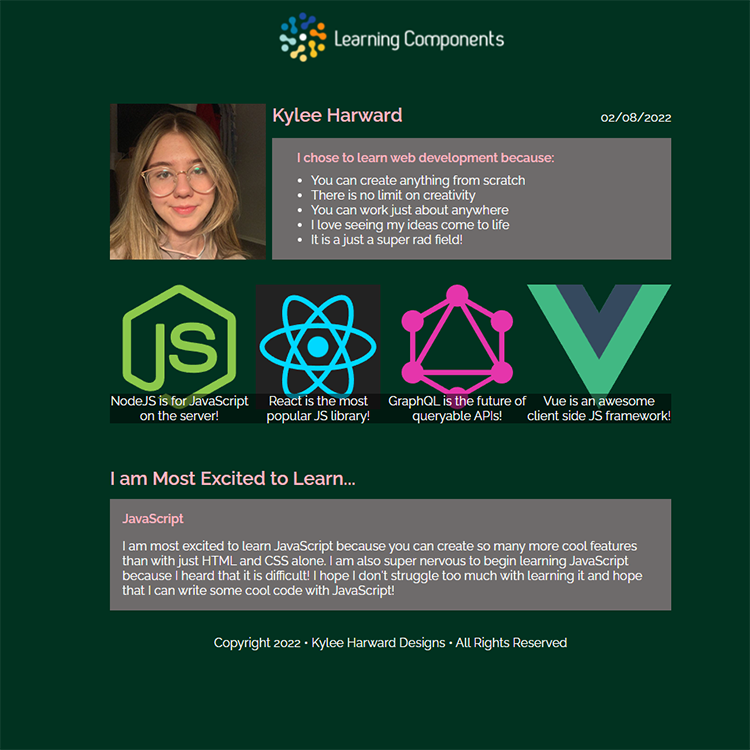 Learning Components
Kylee Harward
02/08/2022
I chose to learn web development because:
• You can create anything from scratch
• There is no limit on creativity
• You can work just about anywhere
• I love seeing my ideas come to life
• It is a just a super rad field!
JS
NodeJS is for JavaScript
on the server!
React is the most
popular JS library!
GraphQL is the future of
queryable APIs!
Vue is an awesome
client side JS framework!
I am Most Excited to Learn...
JavaScript
I am most excited to learn JavaScript because you can create so many more cool features
than with just HTML and CSS alone. I am also super nervous to begin learning JavaScript
because I heard that it is difficult! I hope I don't struggle too much with learning it and hope
that I can write some cool code with JavaScript!
Copyright 2022 • Kylee Harward Designs • All Rights Reserved